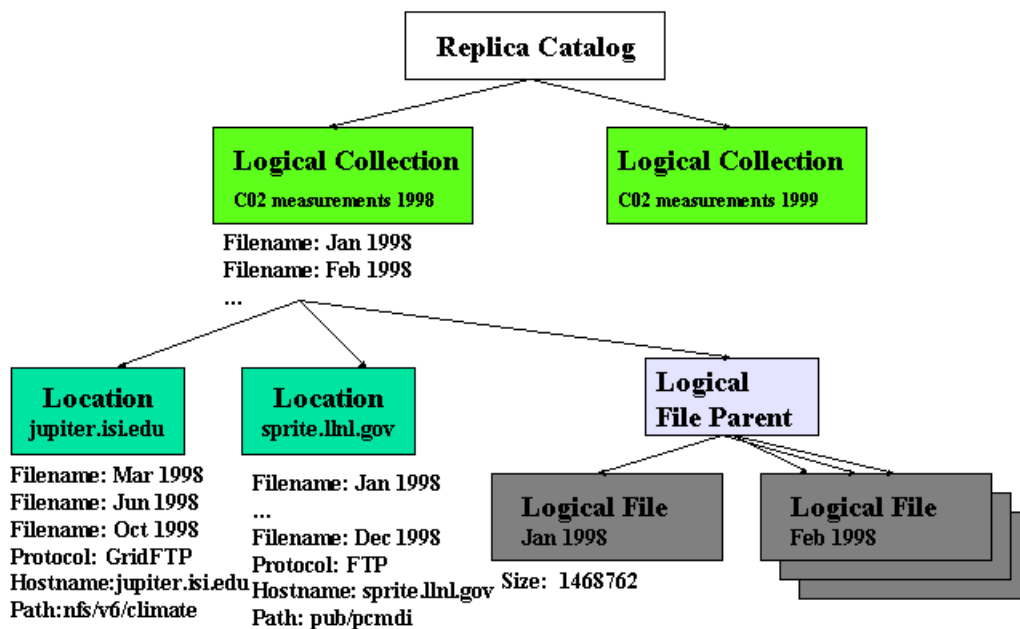 Replica Catalog
Logical Collection
C02 measurements 1998
Logical Collection
C02 measurements 1999
Filename: Jan 1998
Filename: Feb 1998
...
Location
jupiter.isi.edu
Filename: Mar 1998
Filename: Jun 1998
Filename: Oct 1998
Protocol: GridFTP
Hostname:jupiter.isi.edu
Path:nfs/v6/climate
Location
sprite.llnl.gov
Filename: Jan 1998
...
Filename: Dec 1998
Protocol: FTP
Hostname: sprite.llnl.gov
Path: pub/pcmdi
Logical
File Parent
Logical File
Jan 1998
Size: 1468762
Logical File
Feb 1998